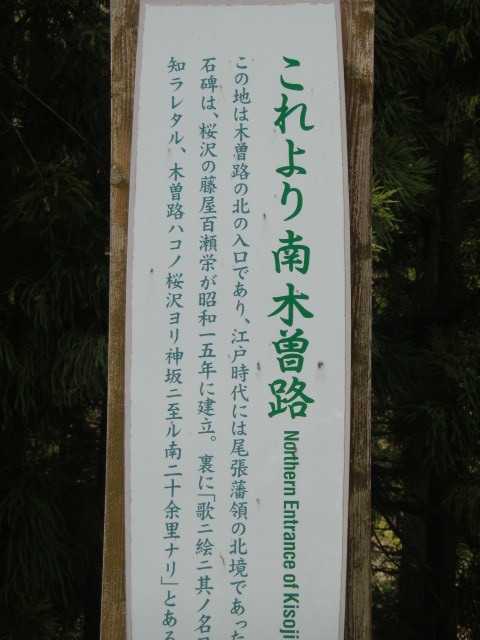 これより南木曽路 Northern Entrance of Kisoji
この地は木曽路の北の入口であり、江戸時代には尾張藩領の北境であった
石碑は、桜沢の藤屋百瀬栄が昭和一五年に建立。裏に「歌ニ絵ニ其ノ名
知ラレタル、木曽路ハコノ桜沢ヨリ神坂ニ至ル南二十余里ナリ」とある